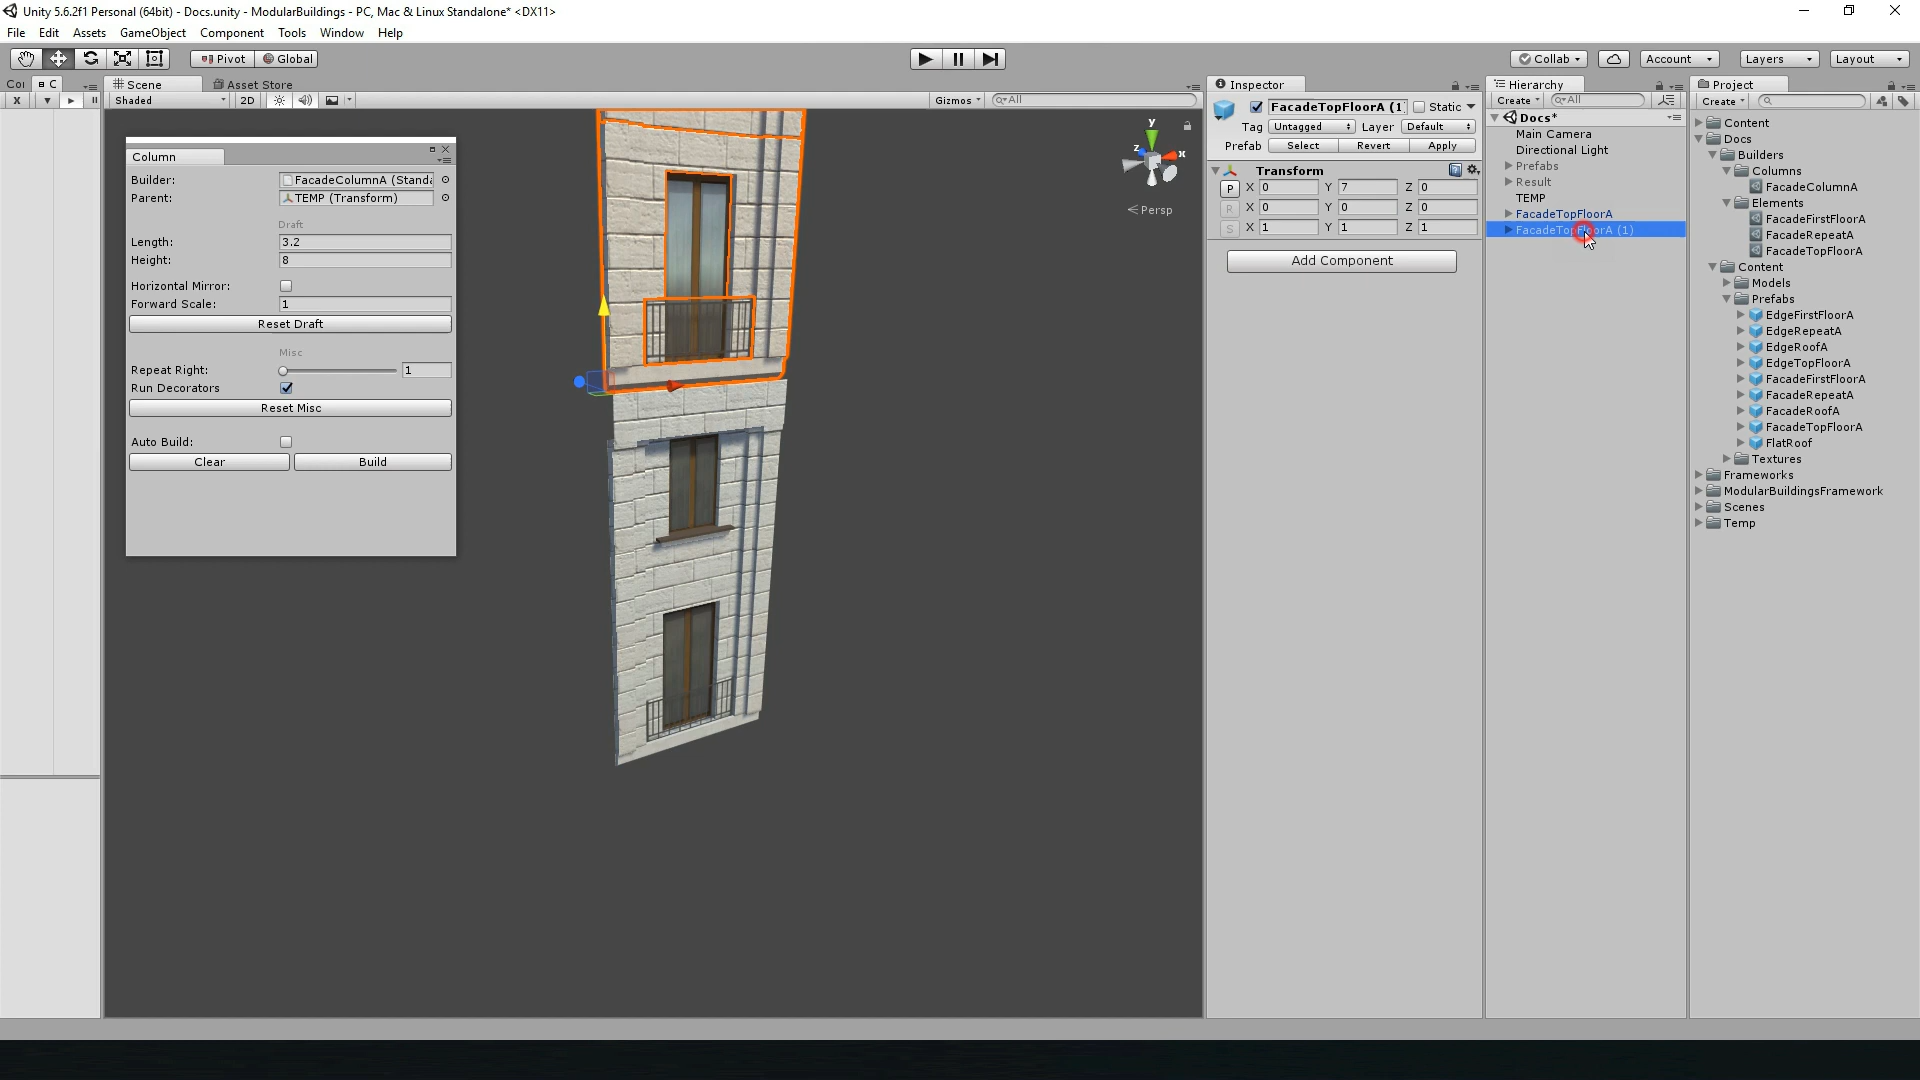 Unity 5.6.2f1 Personal (64bit) - Docs.unity - ModularBuildings - PC, Mac & Linux Standalone* <DX11>
File Edit Assets GameObject Component Tools Window Help
Pivot Global
Collab Account Layers Layout
Col C Scene Asset Store
X Shaded 2D Gizmos All
Inspector
FacadeTopFloorA (1 Static
Tag Untagged Layer Default
Prefab Select Revert Apply
Transform
P X 0 Y 7 Z 0
R X 0 Y 0 Z 0
S X 1 Y 1 Z 1
Add Component
Hierarchy
Create All
Docs*
Main Camera
Directional Light
Prefabs
Result
TEMP
FacadeTopFloorA
FacadeTopFloorA (1)
Project
Create
Content
Docs
Builders
Columns
FacadeColumnA
Elements
FacadeFirstFloorA
FacadeRepeatA
FacadeTopFloorA
Content
Models
Prefabs
EdgeFirstFloorA
EdgeRepeatA
EdgeRoofA
EdgeTopFloorA
FacadeFirstFloorA
FacadeRepeatA
FacadeRoofA
FacadeTopFloorA
FlatRoof
Textures
Frameworks
ModularBuildingsFramework
Scenes
Temp
Column
Builder: FacadeColumnA (Standa
Parent: TEMP (Transform)
Draft
Length: 3.2
Height: 8
Horizontal Mirror:
Forward Scale: 1
Reset Draft
Misc
Repeat Right: 1
Run Decorators
Reset Misc
Auto Build:
Clear Build
y
z x
Persp